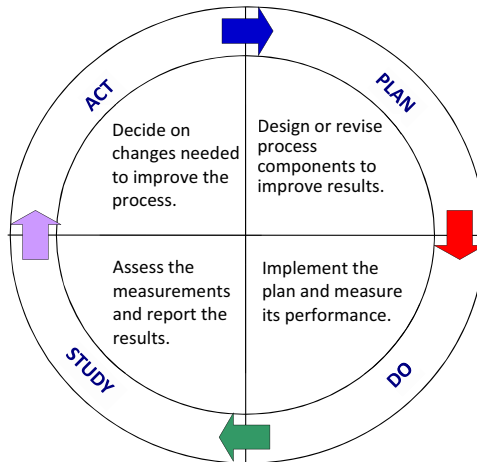 ACT
PLAN
Decide on
changes needed
to improve the
process.
Design or revise
process
components to
improve results.
Assess the
measurements
and report the
results.
Implement the
plan and measure
its performance.
STUDY
DO